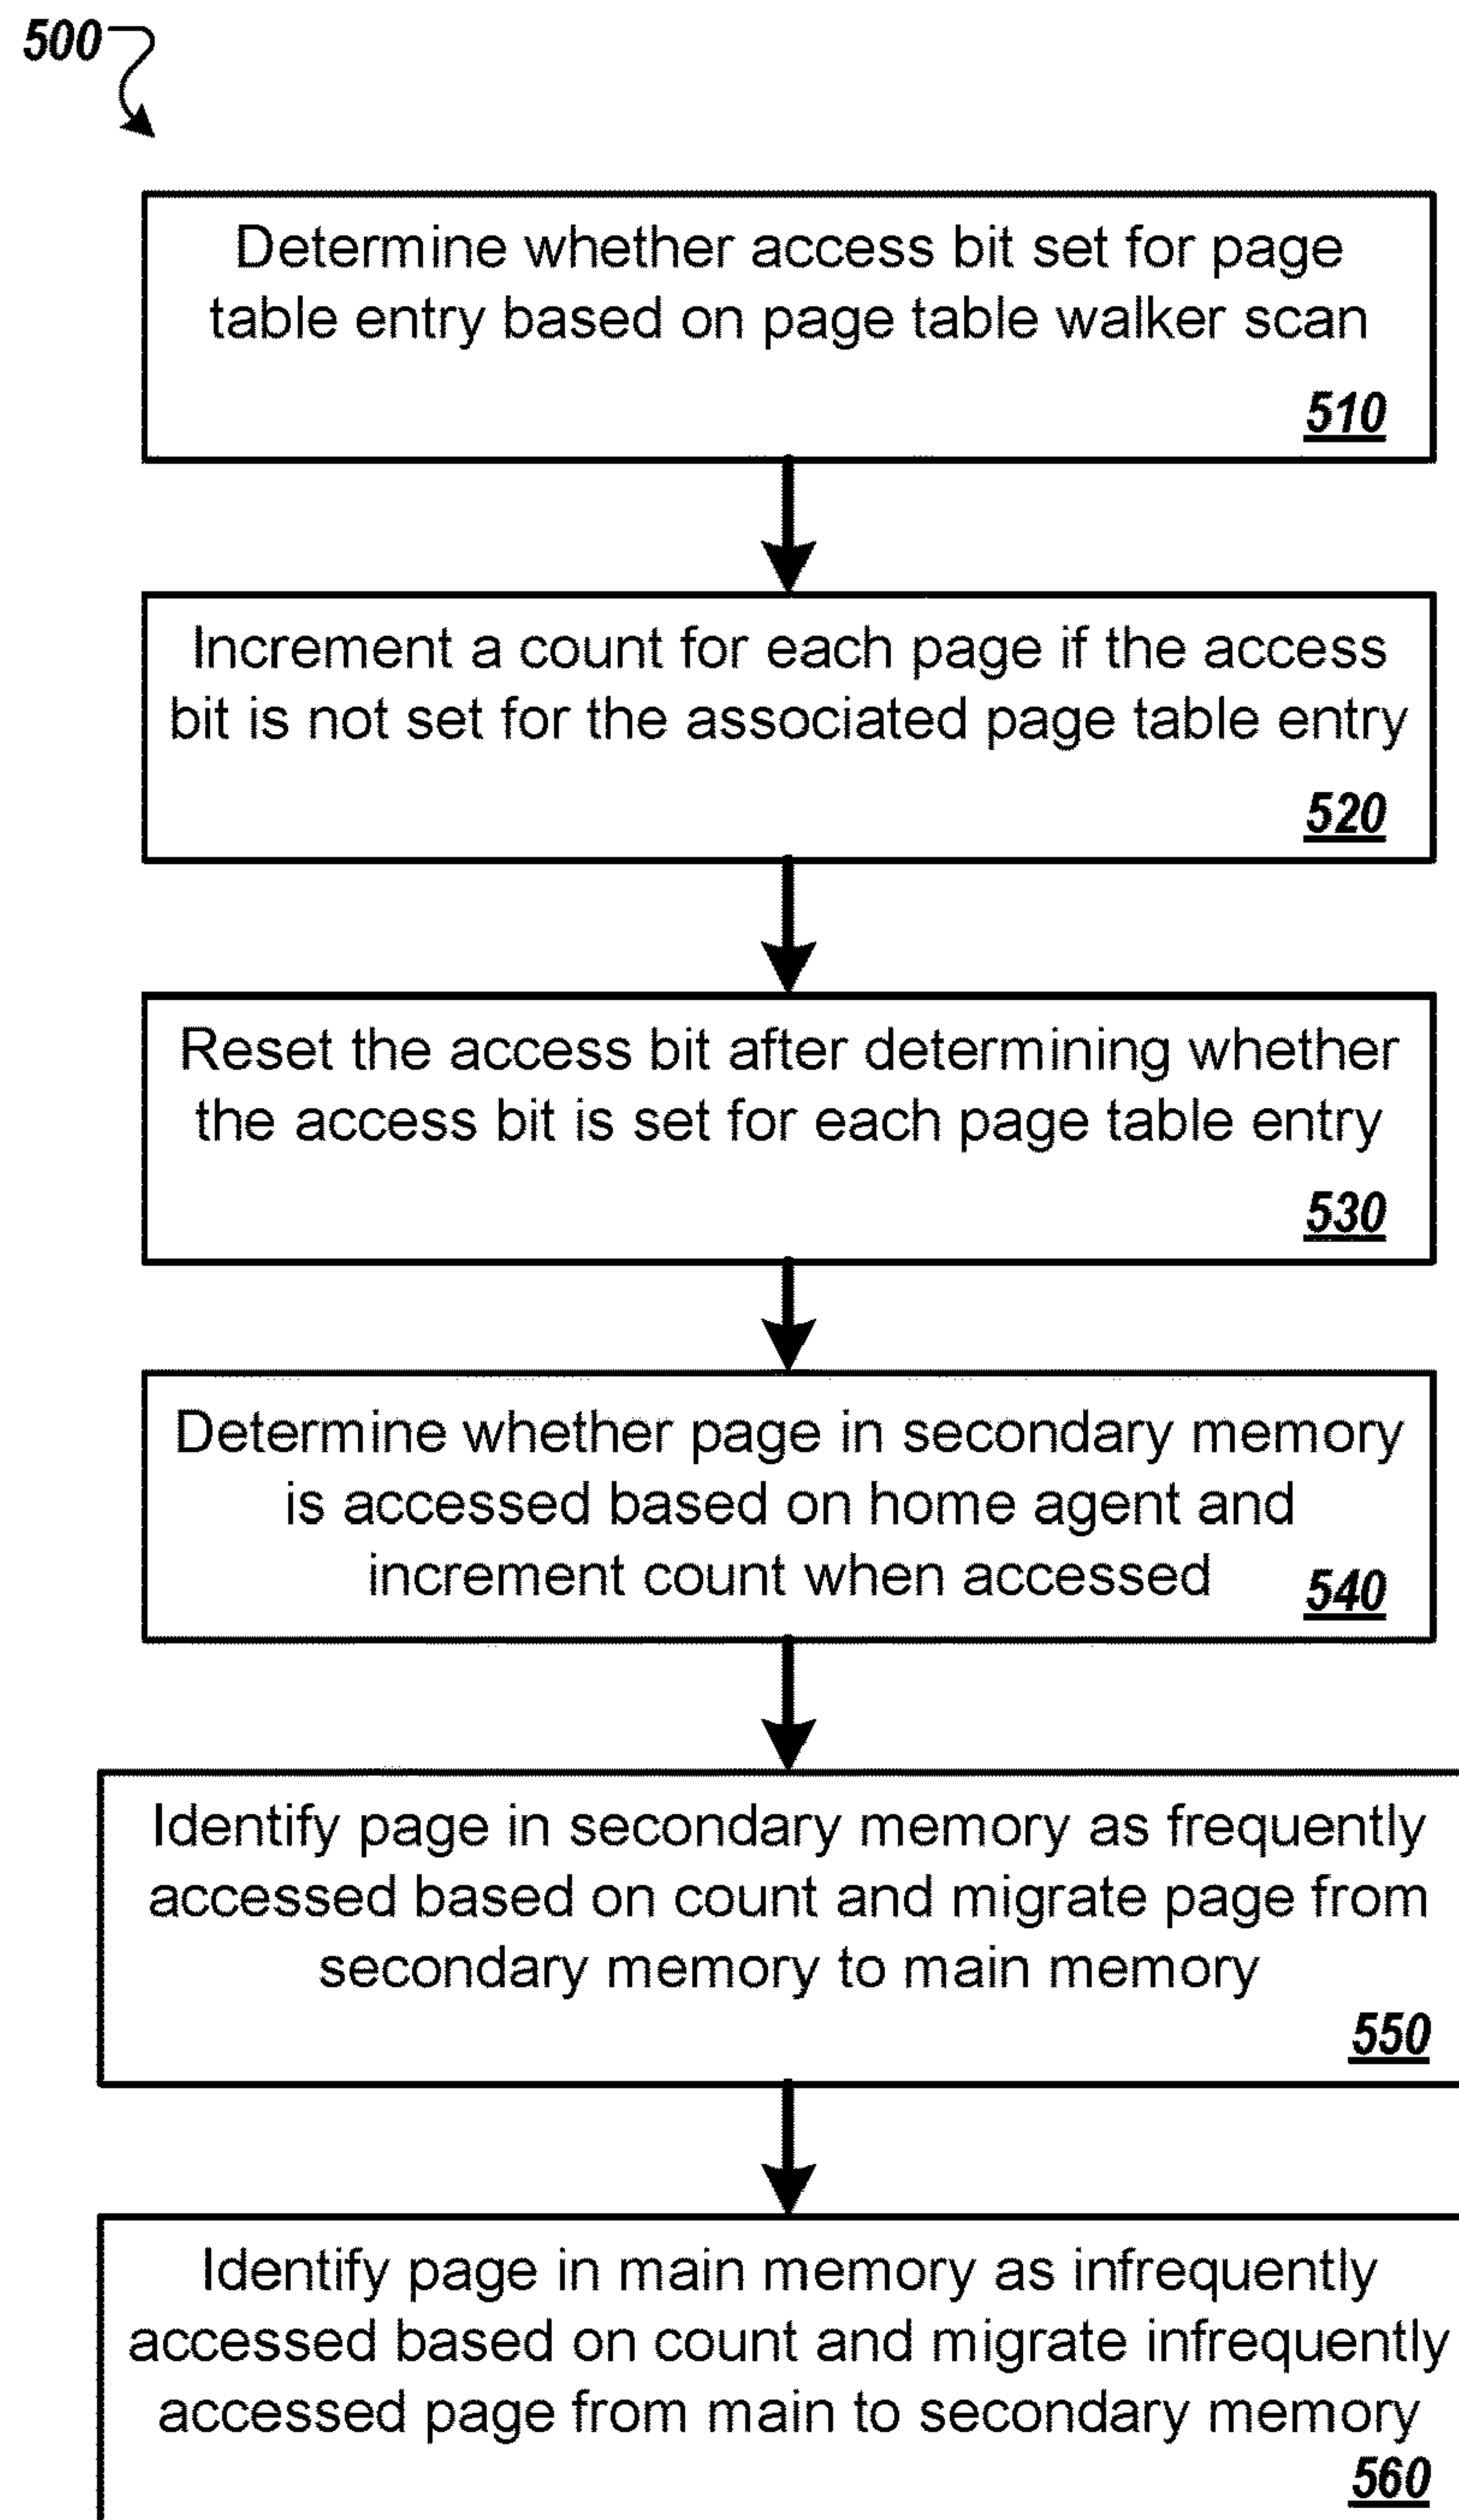 500
Determine whether access bit set for page
table entry based on page table walker scan
510
Increment a count for each page if the access
bit is not set for the associated page table entry
520
Reset the access bit after determining whether
the access bit is set for each page table entry
530
Determine whether page in secondary memory
is accessed based on home agent and
increment count when accessed
540
Identify page in secondary memory as frequently
accessed based on count and migrate page from
secondary memory to main memory
550
Identify page in main memory as infrequently
accessed based on count and migrate infrequently
accessed page from main to secondary memory
560